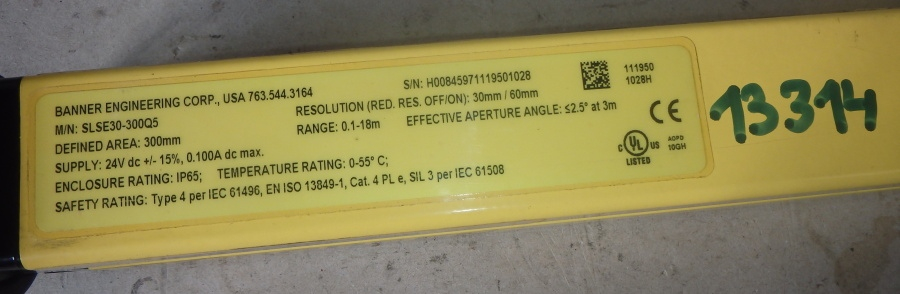 BANNER ENGINEERING CORP., USA 763.544.3164
S/N: H00845971119501028
M/N: SLSE30-300Q5
RESOLUTION (RED. RES. OFF/ON): 30mm / 60mm
DEFINED AREA: 300mm
RANGE: 0.1-18m
EFFECTIVE APERTURE ANGLE: ≤2.5° at 3m
SUPPLY: 24V dc +/- 15%, 0.100A dc max.
ENCLOSURE RATING: IP65; TEMPERATURE RATING: 0-55° C;
SAFETY RATING: Type 4 per IEC 61496, EN ISO 13849-1, Cat. 4 PL e, SIL 3 per IEC 61508
111950
1028H
CE
C UL US
LISTED
AOPD
10GH
13314